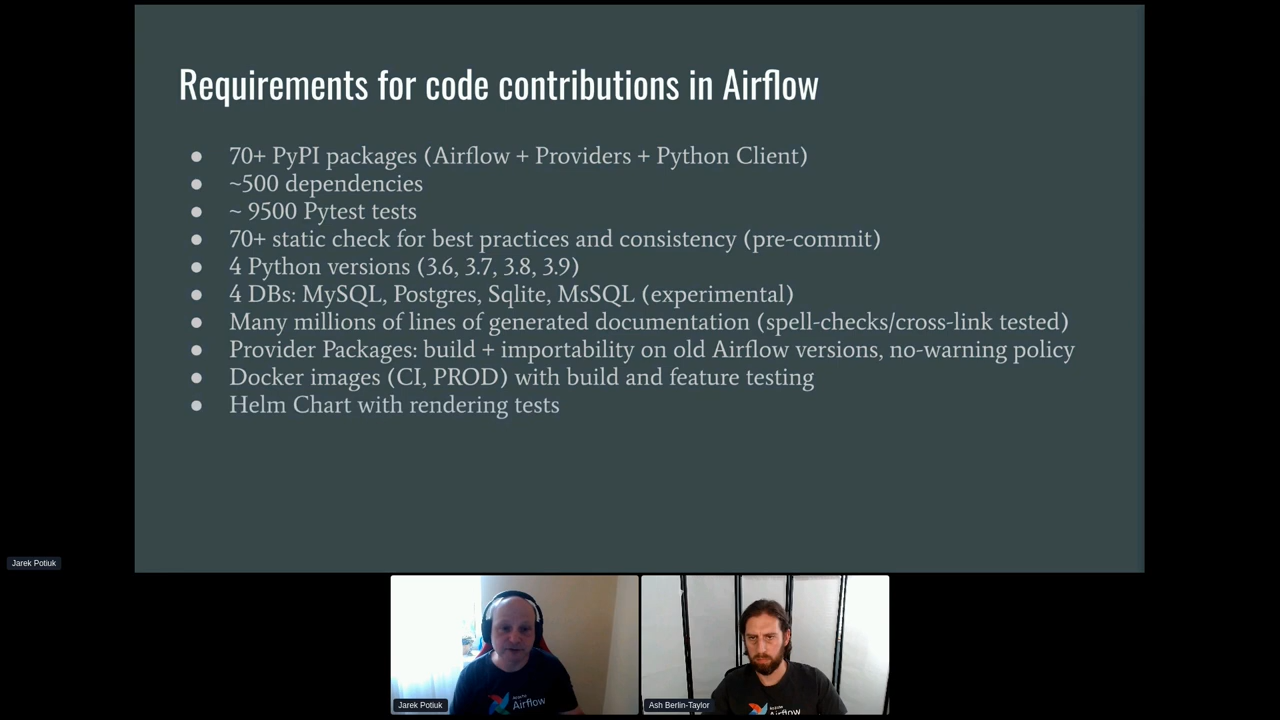 Requirements for code contributions in Airflow
● 70+ PyPI packages (Airflow + Providers + Python Client)
● ~500 dependencies
● ~ 9500 Pytest tests
● 70+ static check for best practices and consistency (pre-commit)
● 4 Python versions (3.6, 3.7, 3.8, 3.9)
● 4 DBs: MySQL, Postgres, Sqlite, MsSQL (experimental)
● Many millions of lines of generated documentation (spell-checks/cross-link tested)
● Provider Packages: build + importability on old Airflow versions, no-warning policy
● Docker images (CI, PROD) with build and feature testing
● Helm Chart with rendering tests
Jarek Potiuk
Apache
Airflow
Jarek Potiuk
Apache
Airflow
Ash Berlin-Taylor